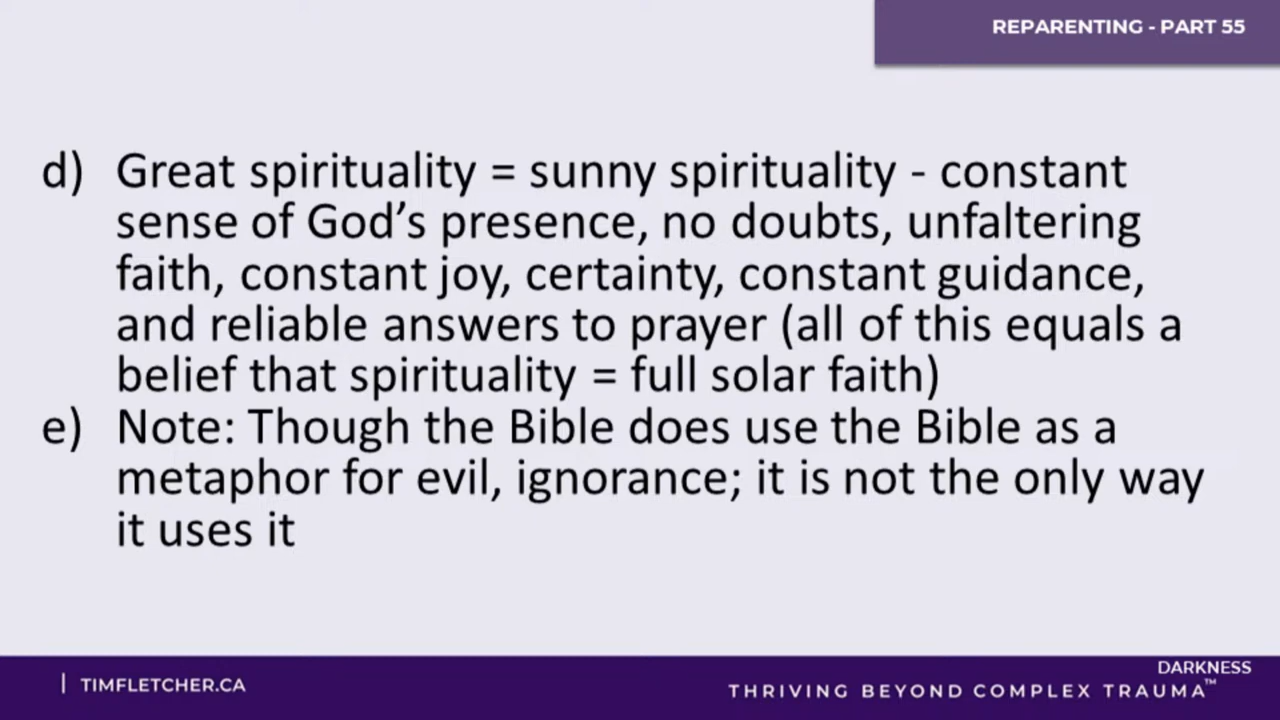 REPARENTING - PART 55
d) Great spirituality = sunny spirituality - constant
sense of God's presence, no doubts, unfaltering
faith, constant joy, certainty, constant guidance,
and reliable answers to prayer (all of this equals a
belief that spirituality = full solar faith)
e) Note: Though the Bible does use the Bible as a
metaphor for evil, ignorance; it is not the only way
it uses it
| TIMFLETCHER.CA
DARKNESS
THRIVING BEYOND COMPLEX TRAUMA™